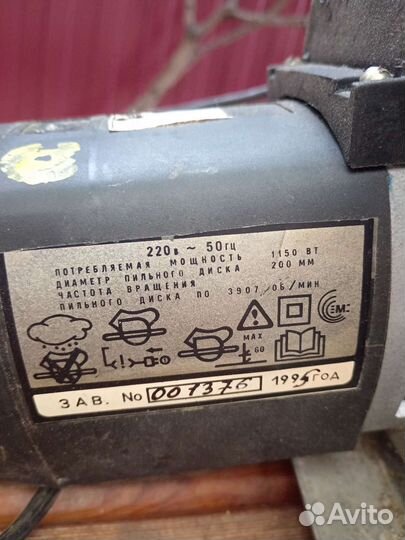 220в ~ 50гц
ПОТРЕБЛЯЕМАЯ МОЩНОСТЬ 1150 ВТ
ДИАМЕТР ПИЛЬНОГО ДИСКА 200 ММ
ЧАСТОТА ВРАЩЕНИЯ
ПИЛЬНОГО ДИСКА ПО 3907,ОБ/МИН
MAX
60
ЗАВ. No 001376 1995 ГОД
Avito